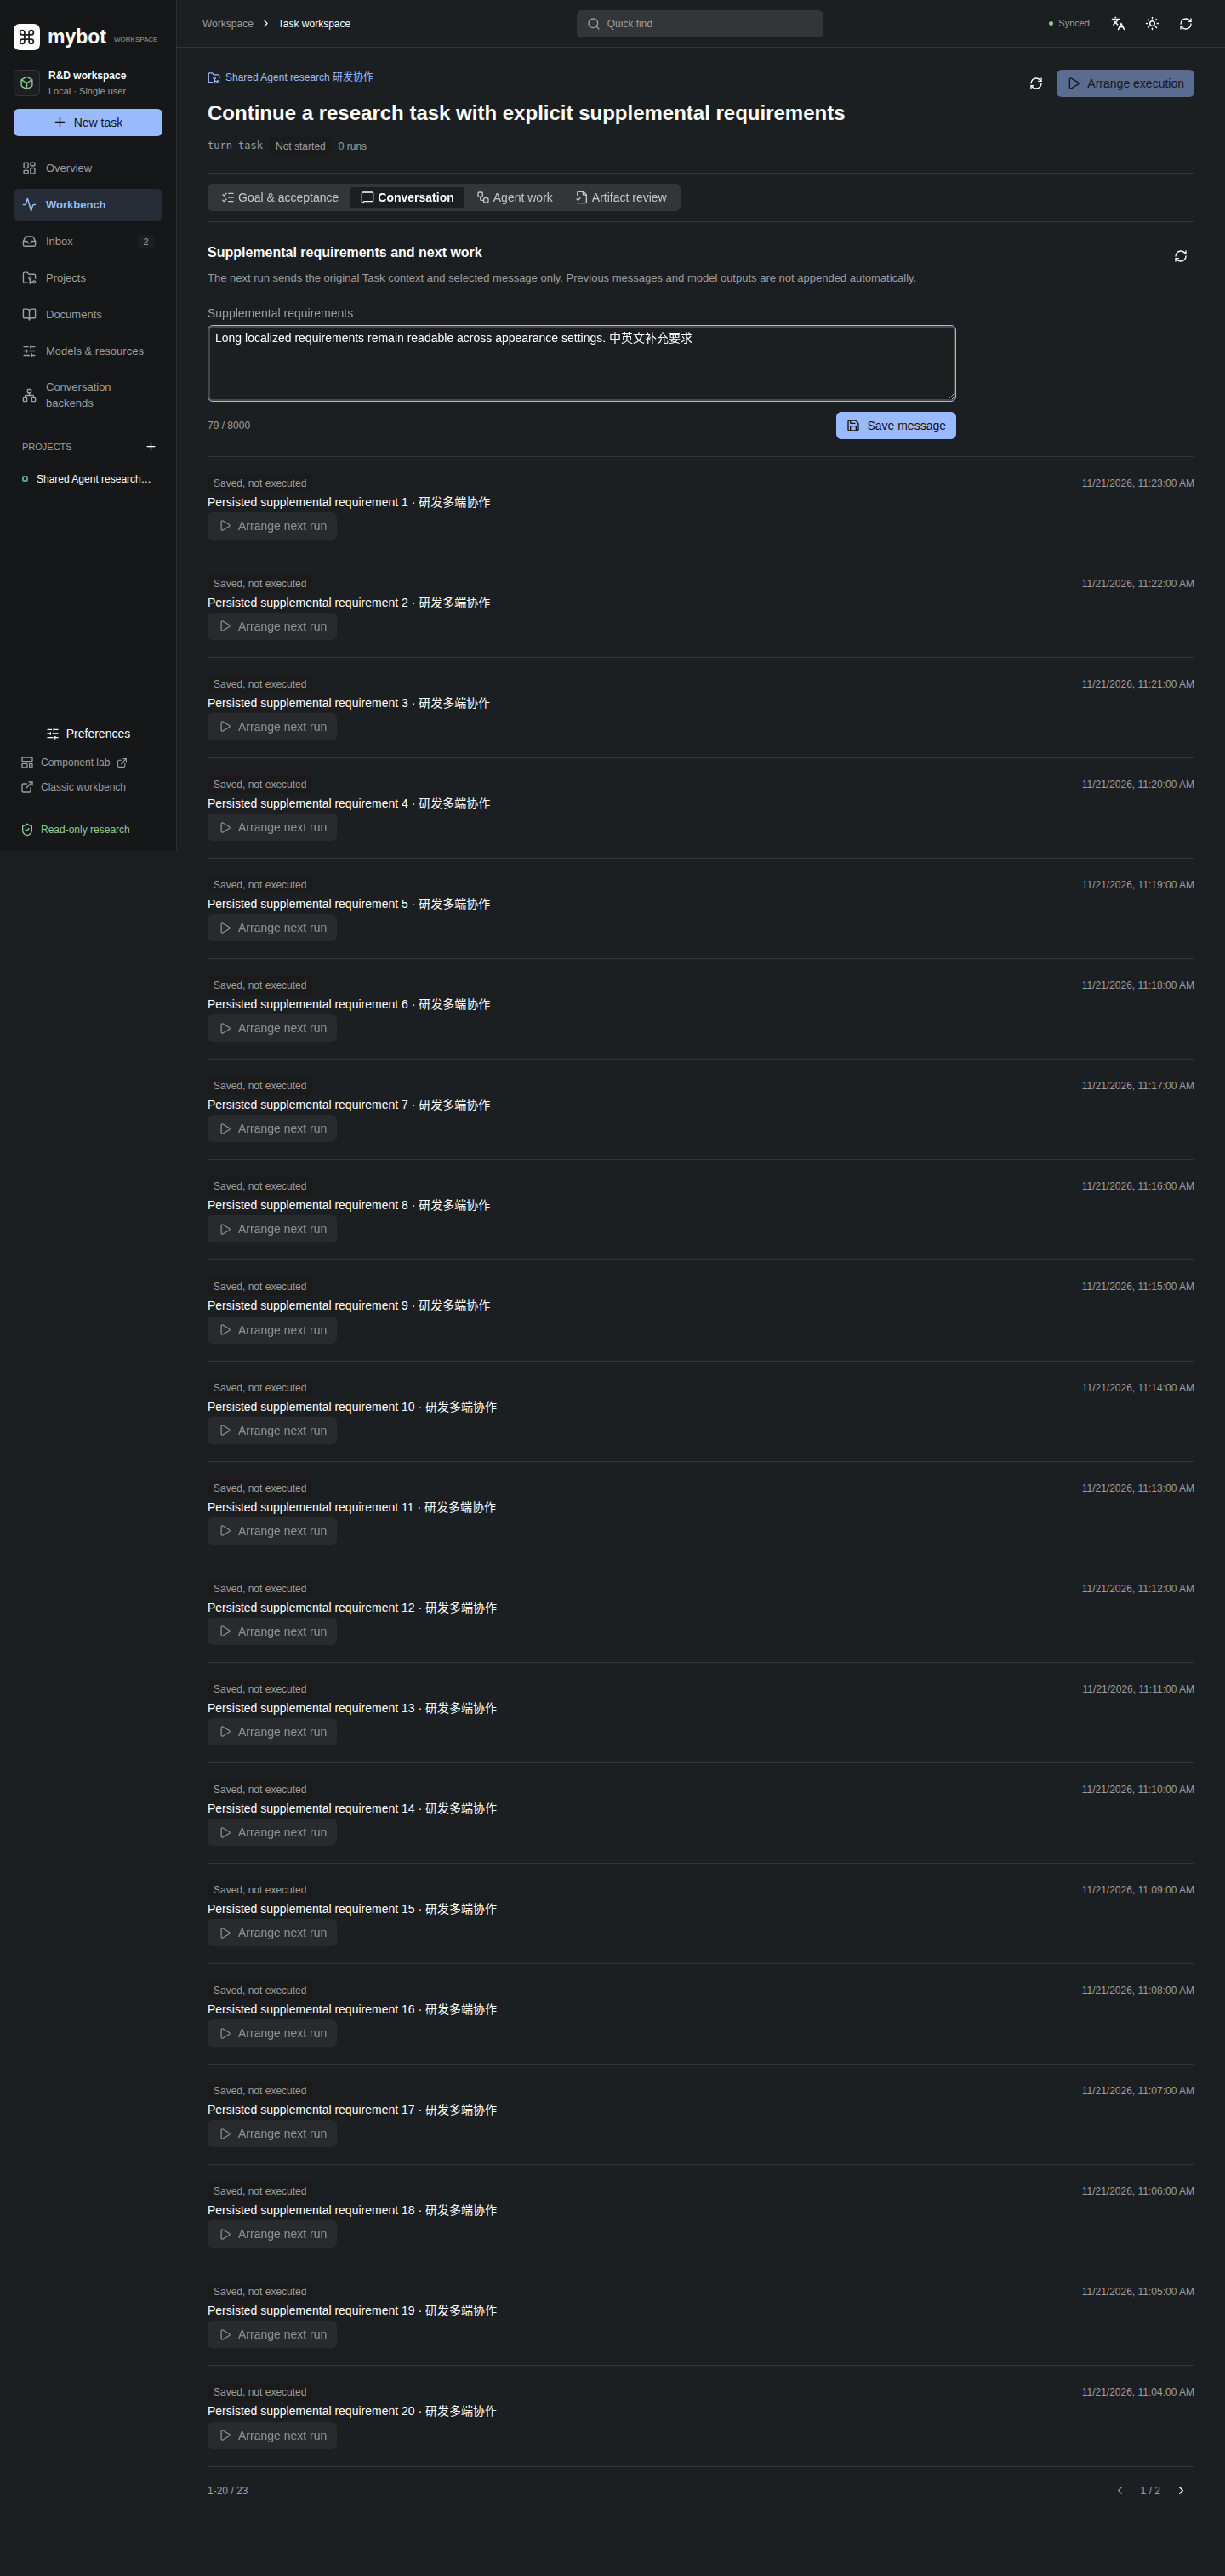 mybot WORKSPACE
R&D workspace
Local · Single user
New task
Overview
Workbench
Inbox 2
Projects
Documents
Models & resources
Conversation
backends
PROJECTS
Shared Agent research…
Preferences
Component lab
Classic workbench
Read-only research
Workspace Task workspace
Quick find
Synced
Shared Agent research 研发协作
Arrange execution
Continue a research task with explicit supplemental requirements
turn-task Not started 0 runs
Goal & acceptance Conversation Agent work Artifact review
Supplemental requirements and next work
The next run sends the original Task context and selected message only. Previous messages and model outputs are not appended automatically.
Supplemental requirements
Long localized requirements remain readable across appearance settings. 中英文补充要求
79 / 8000 Save message
Saved, not executed 11/21/2026, 11:23:00 AM
Persisted supplemental requirement 1 · 研发多端协作
Arrange next run
Saved, not executed 11/21/2026, 11:22:00 AM
Persisted supplemental requirement 2 · 研发多端协作
Arrange next run
Saved, not executed 11/21/2026, 11:21:00 AM
Persisted supplemental requirement 3 · 研发多端协作
Arrange next run
Saved, not executed 11/21/2026, 11:20:00 AM
Persisted supplemental requirement 4 · 研发多端协作
Arrange next run
Saved, not executed 11/21/2026, 11:19:00 AM
Persisted supplemental requirement 5 · 研发多端协作
Arrange next run
Saved, not executed 11/21/2026, 11:18:00 AM
Persisted supplemental requirement 6 · 研发多端协作
Arrange next run
Saved, not executed 11/21/2026, 11:17:00 AM
Persisted supplemental requirement 7 · 研发多端协作
Arrange next run
Saved, not executed 11/21/2026, 11:16:00 AM
Persisted supplemental requirement 8 · 研发多端协作
Arrange next run
Saved, not executed 11/21/2026, 11:15:00 AM
Persisted supplemental requirement 9 · 研发多端协作
Arrange next run
Saved, not executed 11/21/2026, 11:14:00 AM
Persisted supplemental requirement 10 · 研发多端协作
Arrange next run
Saved, not executed 11/21/2026, 11:13:00 AM
Persisted supplemental requirement 11 · 研发多端协作
Arrange next run
Saved, not executed 11/21/2026, 11:12:00 AM
Persisted supplemental requirement 12 · 研发多端协作
Arrange next run
Saved, not executed 11/21/2026, 11:11:00 AM
Persisted supplemental requirement 13 · 研发多端协作
Arrange next run
Saved, not executed 11/21/2026, 11:10:00 AM
Persisted supplemental requirement 14 · 研发多端协作
Arrange next run
Saved, not executed 11/21/2026, 11:09:00 AM
Persisted supplemental requirement 15 · 研发多端协作
Arrange next run
Saved, not executed 11/21/2026, 11:08:00 AM
Persisted supplemental requirement 16 · 研发多端协作
Arrange next run
Saved, not executed 11/21/2026, 11:07:00 AM
Persisted supplemental requirement 17 · 研发多端协作
Arrange next run
Saved, not executed 11/21/2026, 11:06:00 AM
Persisted supplemental requirement 18 · 研发多端协作
Arrange next run
Saved, not executed 11/21/2026, 11:05:00 AM
Persisted supplemental requirement 19 · 研发多端协作
Arrange next run
Saved, not executed 11/21/2026, 11:04:00 AM
Persisted supplemental requirement 20 · 研发多端协作
Arrange next run
1-20 / 23 1 / 2